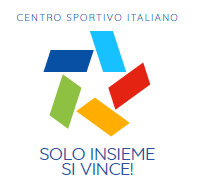 CENTRO SPORTIVO ITALIANO
SOLO INSIEME
SI VINCE!